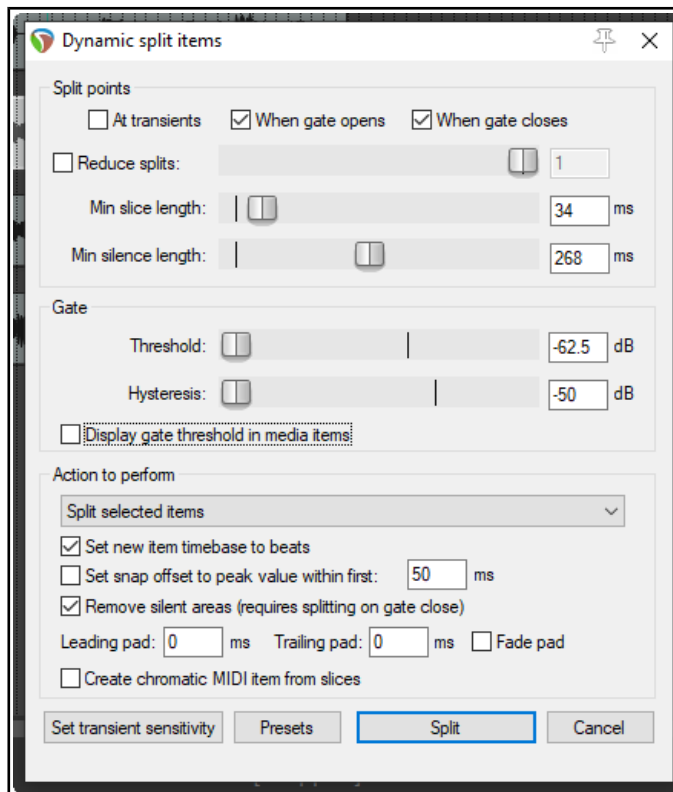 Dynamic split items
Split points
At transients When gate opens When gate closes
Reduce splits: 1
Min slice length: 34 ms
Min silence length: 268 ms
Gate
Threshold: -62.5 dB
Hysteresis: -50 dB
Display gate threshold in media items
Action to perform
Split selected items
Set new item timebase to beats
Set snap offset to peak value within first: 50 ms
Remove silent areas (requires splitting on gate close)
Leading pad: 0 ms Trailing pad: 0 ms Fade pad
Create chromatic MIDI item from slices
Set transient sensitivity Presets Split Cancel